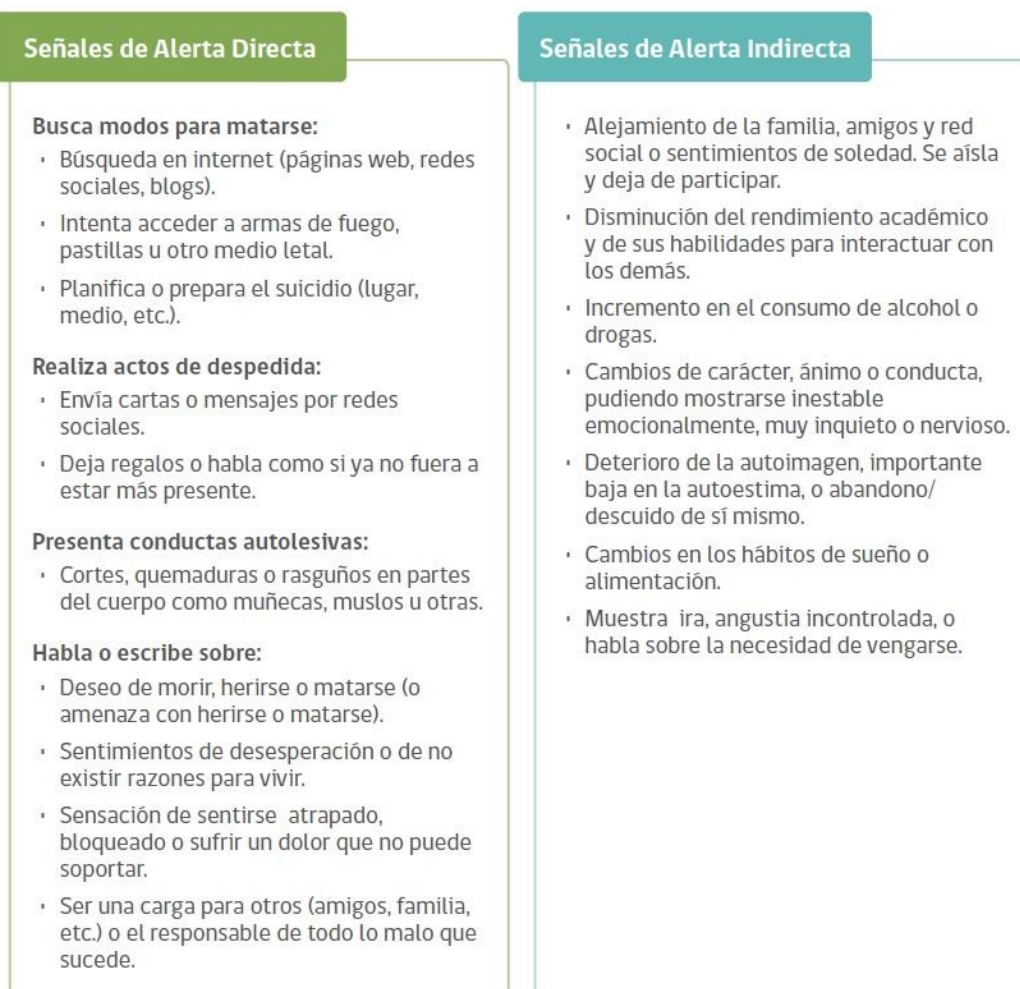 Señales de Alerta Directa
Busca modos para matarse:
· Búsqueda en internet (páginas web, redes
sociales, blogs).
· Intenta acceder a armas de fuego,
pastillas u otro medio letal.
· Planifica o prepara el suicidio (lugar,
medio, etc.).
Realiza actos de despedida:
· Envía cartas o mensajes por redes
sociales.
· Deja regalos o habla como si ya no fuera a
estar más presente.
Presenta conductas autolesivas:
· Cortes, quemaduras o rasguños en partes
del cuerpo como muñecas, muslos u otras.
Habla o escribe sobre:
· Deseo de morir, herirse o matarse (o
amenaza con herirse o matarse).
· Sentimientos de desesperación o de no
existir razones para vivir.
· Sensación de sentirse atrapado,
bloqueado o sufrir un dolor que no puede
soportar.
· Ser una carga para otros (amigos, familia,
etc.) o el responsable de todo lo malo que
sucede.
Señales de Alerta Indirecta
· Alejamiento de la familia, amigos y red
social o sentimientos de soledad. Se aísla
y deja de participar.
· Disminución del rendimiento académico
y de sus habilidades para interactuar con
los demás.
· Incremento en el consumo de alcohol o
drogas.
· Cambios de carácter, ánimo o conducta,
pudiendo mostrarse inestable
emocionalmente, muy inquieto o nervioso.
· Deterioro de la autoimagen, importante
baja en la autoestima, o abandono/
descuido de sí mismo.
· Cambios en los hábitos de sueño o
alimentación.
· Muestra ira, angustia incontrolada, o
habla sobre la necesidad de vengarse.